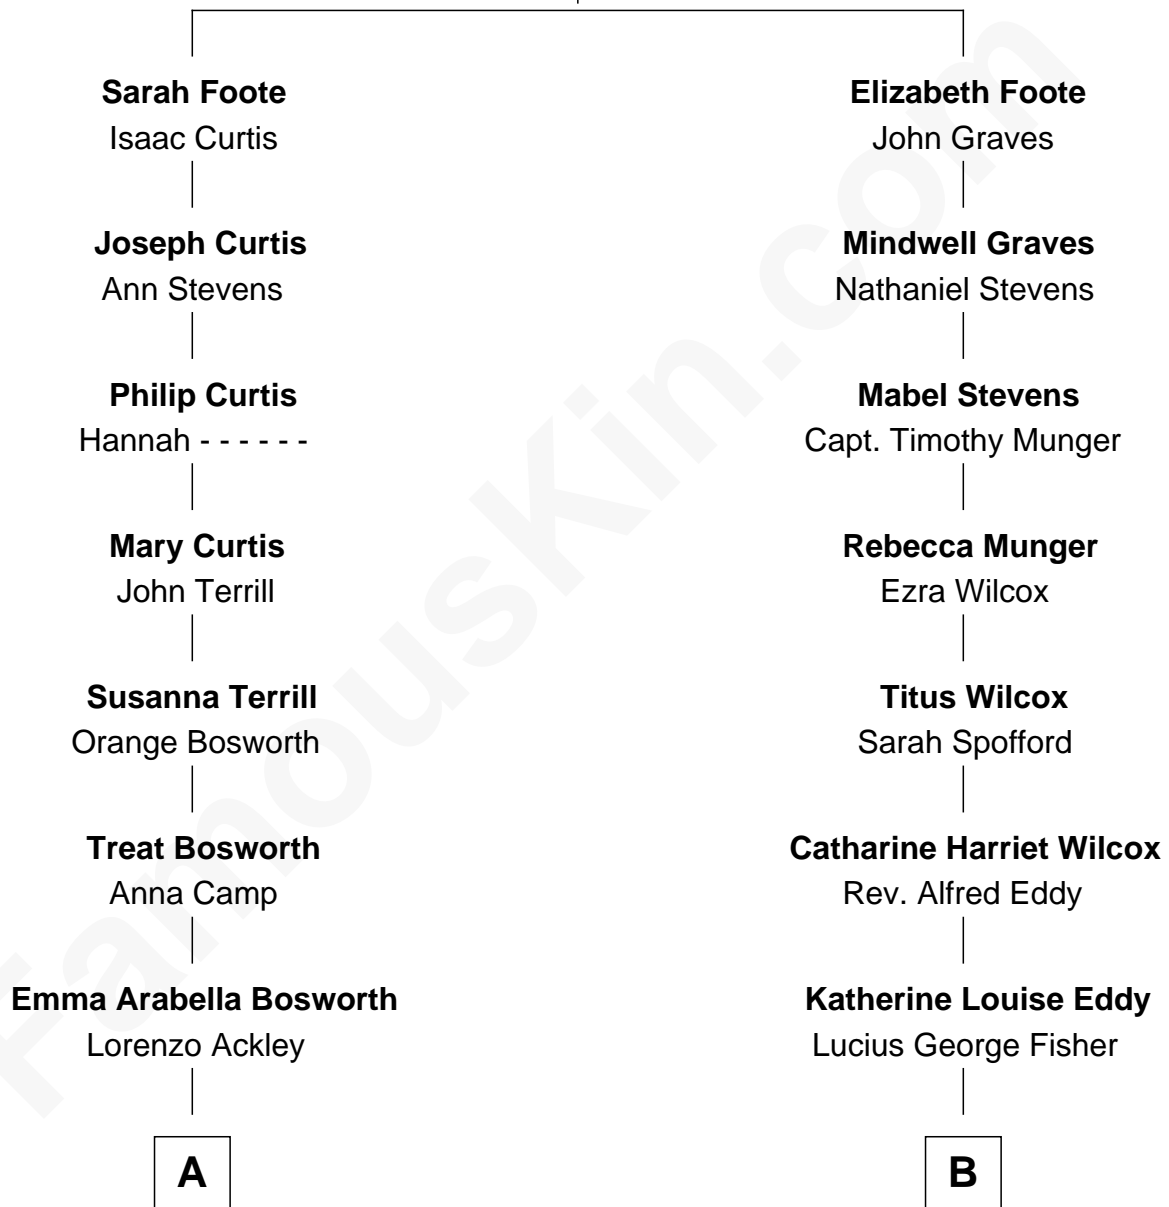 Sarah Foote
Isaac Curtis
Joseph Curtis
Ann Stevens
Philip Curtis
Hannah - - - - - -
Mary Curtis
John Terrill
Susanna Terrill
Orange Bosworth
Treat Bosworth
Anna Camp
Emma Arabella Bosworth
Lorenzo Ackley
A
Elizabeth Foote
John Graves
Mindwell Graves
Nathaniel Stevens
Mabel Stevens
Capt. Timothy Munger
Rebecca Munger
Ezra Wilcox
Titus Wilcox
Sarah Spofford
Catharine Harriet Wilcox
Rev. Alfred Eddy
Katherine Louise Eddy
Lucius George Fisher
B
FamousKin.com